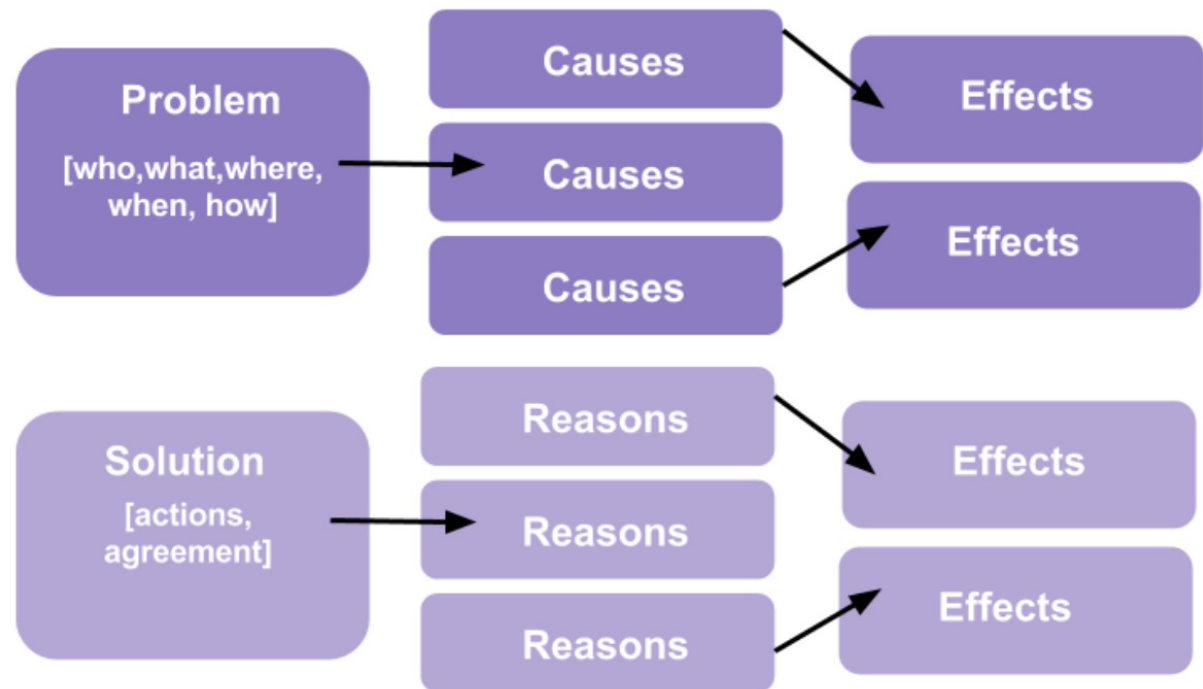 Problem
[who,what,where,
when, how]
Causes
Causes
Causes
Effects
Effects
Solution
[actions,
agreement]
Reasons
Reasons
Reasons
Effects
Effects